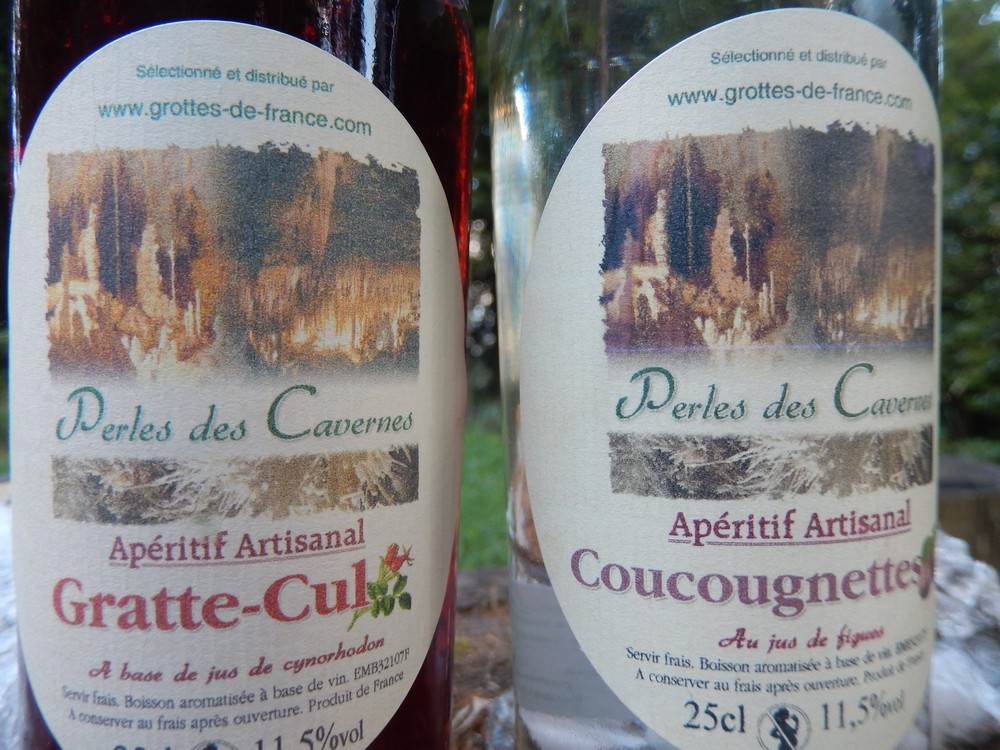 Sélectionné et distribué par
www.grottes-de-france.com
Perles des Cavernes
Apéritif Artisanal
Gratte-Cul
A base de jus de cynorhodon
Servir frais. Boisson aromatisée à base de vin. EMB32107F
A conserver au frais après ouverture. Produit de France
11,5%vol
Sélectionné et distribué par
www.grottes-de-france.com
Perles des Cavernes
Apéritif Artisanal
Coucougnettes
Au jus de figues
Servir frais. Boisson aromatisée à base de vin.
A conserver au frais après ouverture. Produit de
25cl 11,5%vol